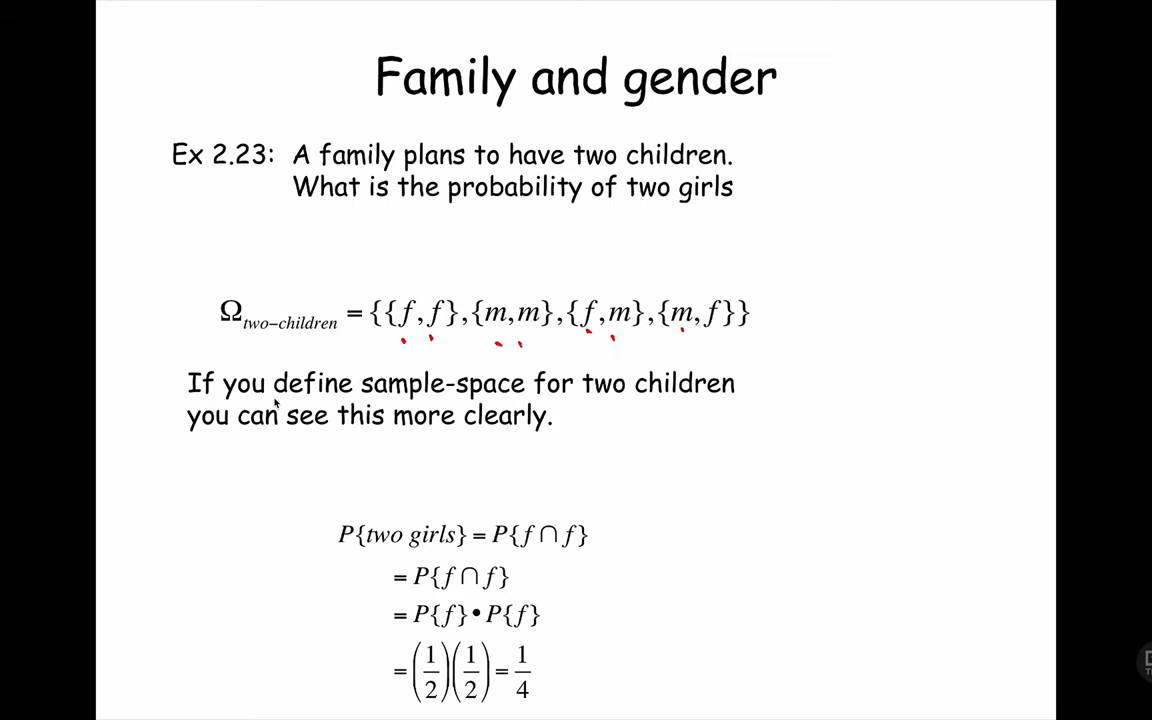 Family and gender
Ex 2.23: A family plans to have two children.
What is the probability of two girls
Ω_two−children = {{f,f},{m,m},{f,m},{m,f}}
If you define sample-space for two children
you can see this more clearly.
P{two girls} = P{f ∩ f}
= P{f ∩ f}
= P{f} • P{f}
= (1/2)(1/2) = 1/4